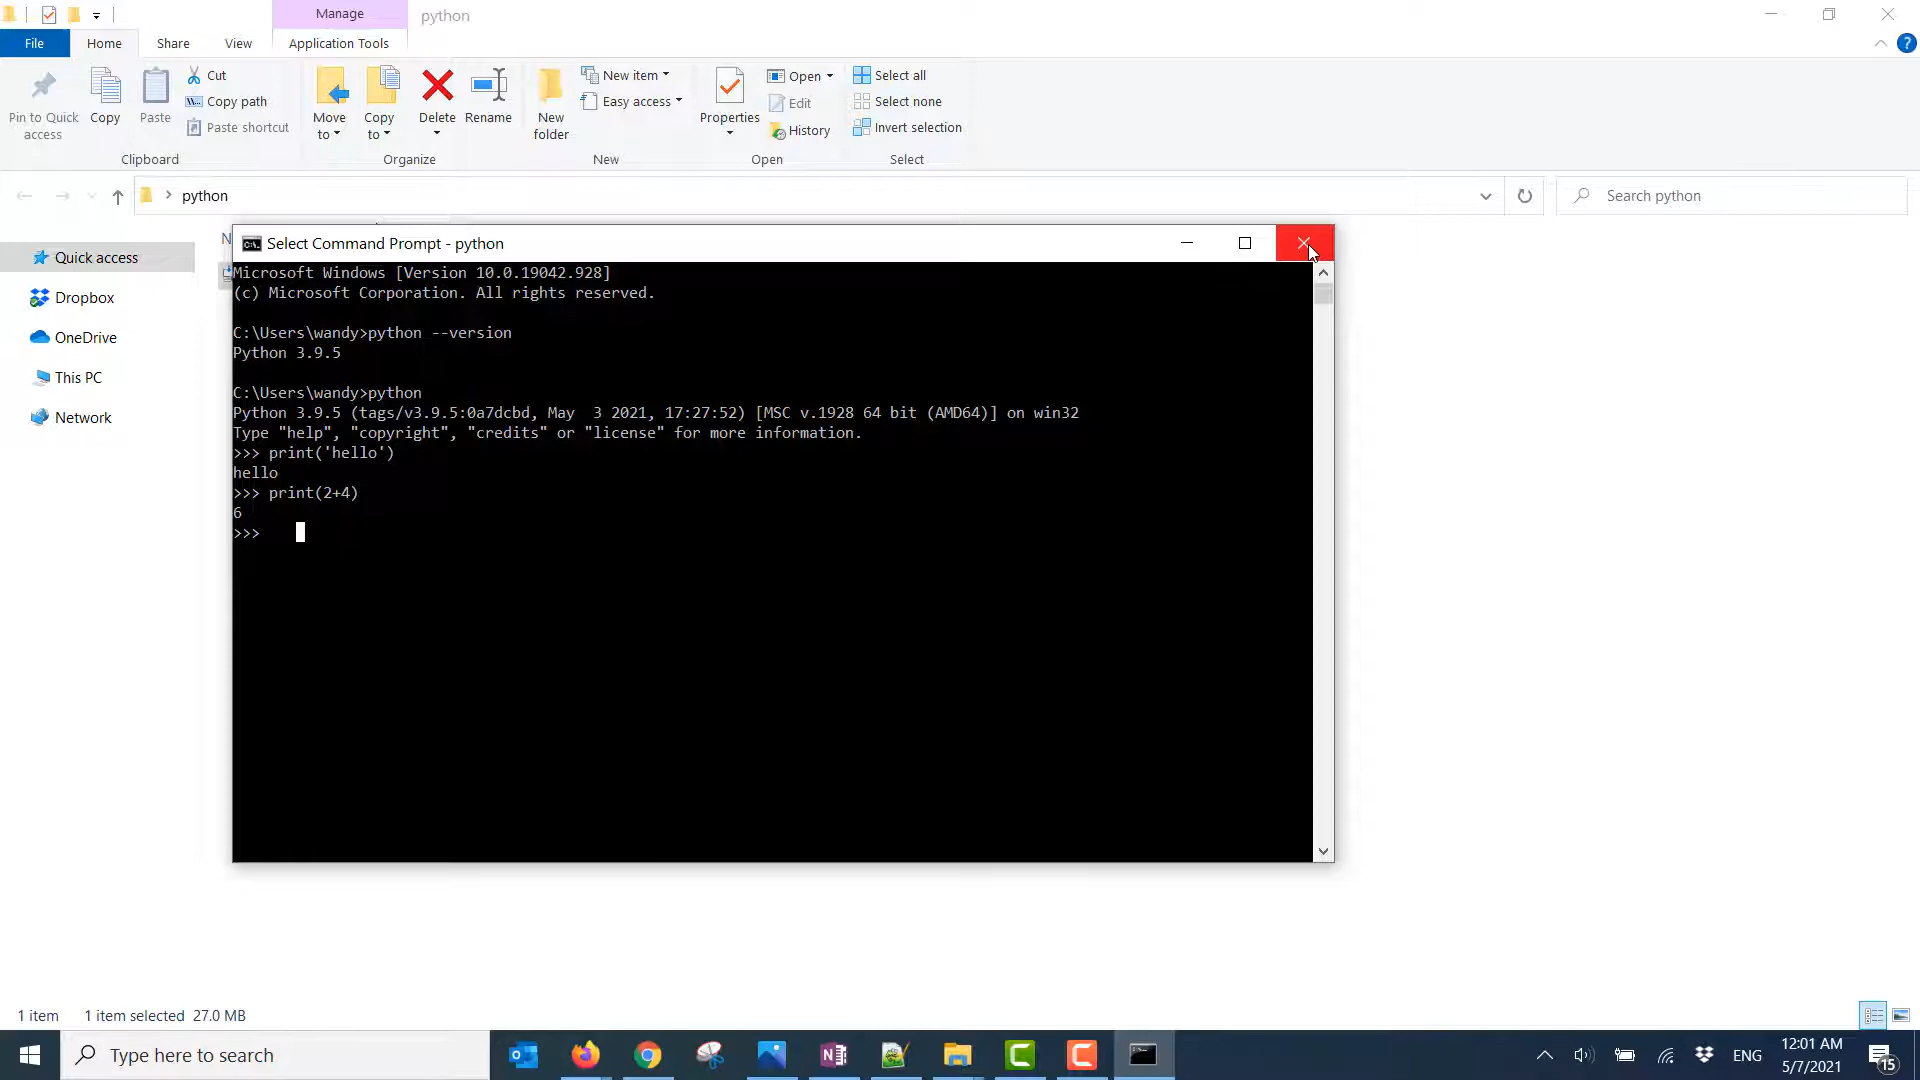 Manage
python
File
Home
Share
View
Application Tools
Pin to Quick access
Copy
Paste
Cut
Copy path
Paste shortcut
Clipboard
Move to
Copy to
Delete
Rename
Organize
New folder
New item
Easy access
New
Properties
Open
Edit
History
Open
Select all
Select none
Invert selection
Select
python
Search python
Quick access
Dropbox
OneDrive
This PC
Network
N
Select Command Prompt - python
Microsoft Windows [Version 10.0.19042.928]
(c) Microsoft Corporation. All rights reserved.
C:\Users\wandy>python --version
Python 3.9.5
C:\Users\wandy>python
Python 3.9.5 (tags/v3.9.5:0a7dcbd, May  3 2021, 17:27:52) [MSC v.1928 64 bit (AMD64)] on win32
Type "help", "copyright", "credits" or "license" for more information.
>>> print('hello')
hello
>>> print(2+4)
6
>>>
1 item
1 item selected 27.0 MB
Type here to search
ENG
12:01 AM
5/7/2021
15